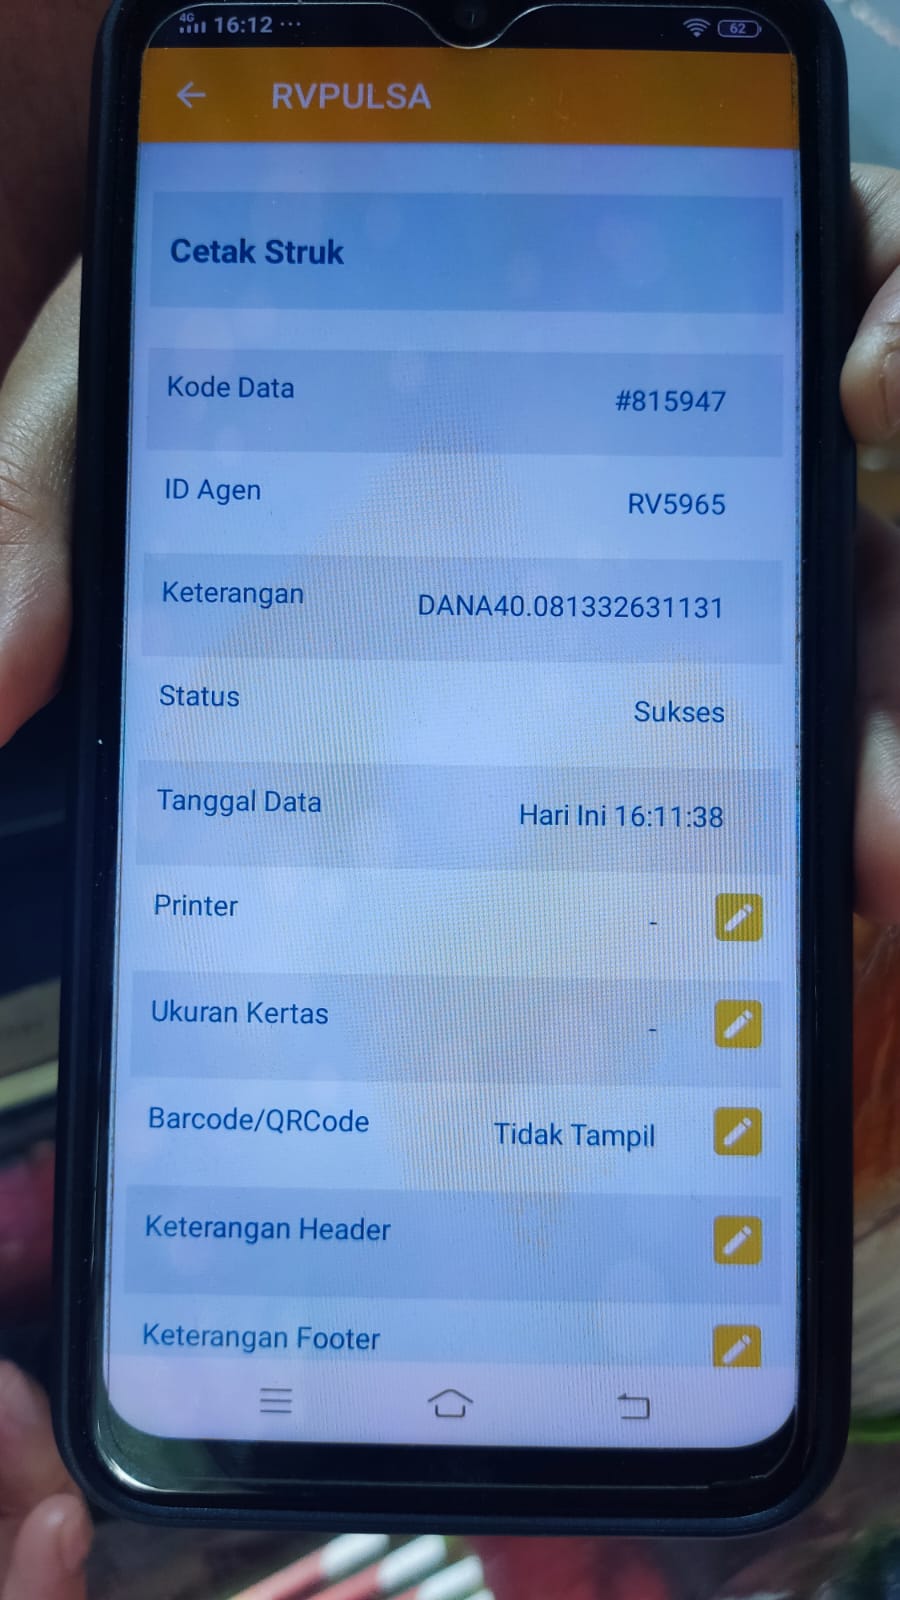 4G 16:12 ... 62
RVPULSA
Cetak Struk
Kode Data #815947
ID Agen RV5965
Keterangan DANA40.081332631131
Status Sukses
Tanggal Data Hari Ini 16:11:38
Printer -
Ukuran Kertas -
Barcode/QRCode Tidak Tampil
Keterangan Header
Keterangan Footer